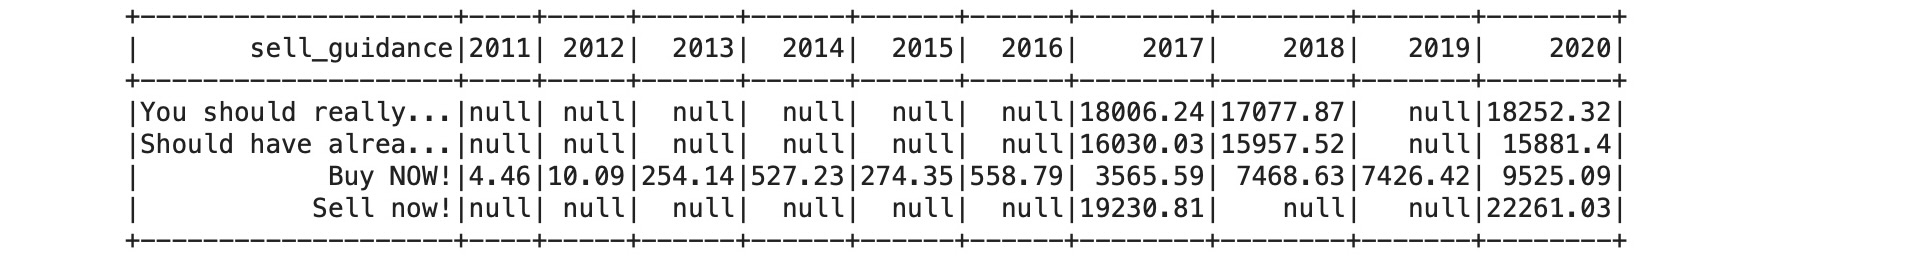 +--------------------+----+-----+------+------+------+------+--------+--------+-------+--------+
|       sell_guidance|2011| 2012|  2013|  2014|  2015|  2016|    2017|    2018|   2019|    2020|
+--------------------+----+-----+------+------+------+------+--------+--------+-------+--------+
|You should really...|null| null|  null|  null|  null|  null|18006.24|17077.87|   null|18252.32|
|Should have alrea...|null| null|  null|  null|  null|  null|16030.03|15957.52|   null| 15881.4|
|            Buy NOW!|4.46|10.09|254.14|527.23|274.35|558.79| 3565.59| 7468.63|7426.42| 9525.09|
|           Sell now!|null| null|  null|  null|  null|  null|19230.81|    null|   null|22261.03|
+--------------------+----+-----+------+------+------+------+--------+--------+-------+--------+